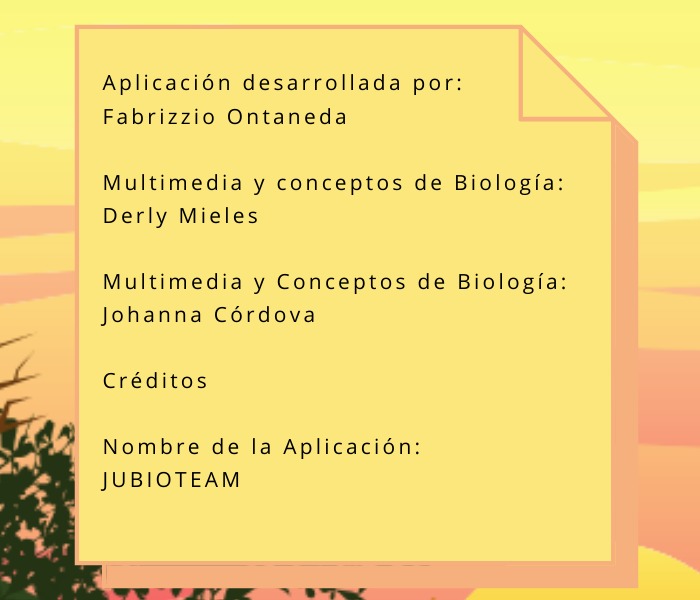 Aplicación desarrollada por:
Fabrizzio Ontaneda
Multimedia y conceptos de Biología:
Derly Mieles
Multimedia y Conceptos de Biología:
Johanna Córdova
Créditos
Nombre de la Aplicación:
JUBIOTEAM